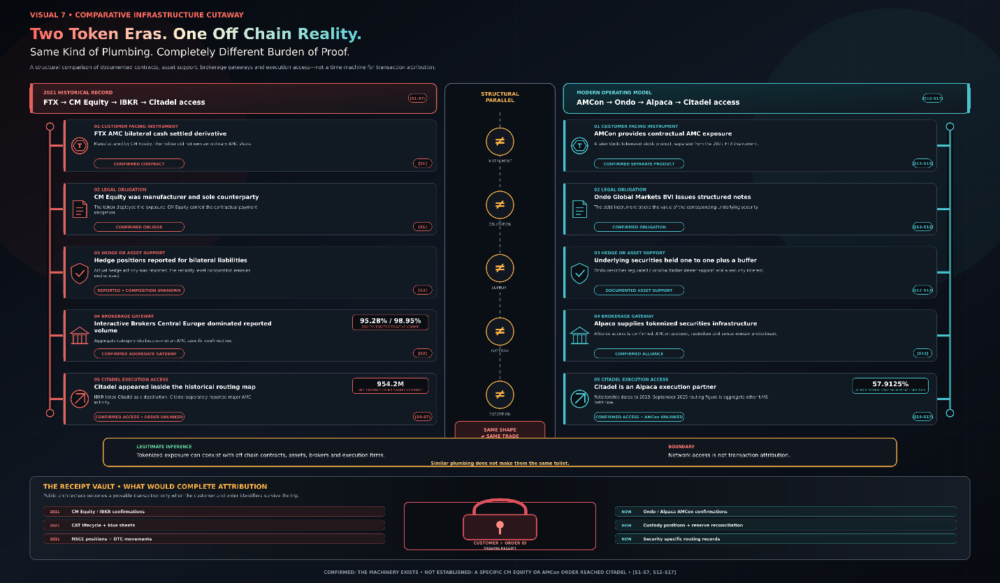 VISUAL 7 • COMPARATIVE INFRASTRUCTURE CUTAWAY
Two Token Eras. One Off Chain Reality.
Same Kind of Plumbing. Completely Different Burden of Proof.
A structural comparison of documented contracts, asset support, brokerage gateways and execution access—not a time machine for transaction attribution.
2021 HISTORICAL RECORD
FTX → CM Equity → IBKR → Citadel access
[S1-S7]
01 CUSTOMER FACING INSTRUMENT
FTX AMC bilateral cash settled derivative
Manufactured by CM Equity. The holder did not own an ordinary AMC share.
CONFIRMED CONTRACT
[S1]
02 LEGAL OBLIGATION
CM Equity was manufacturer and sole counterparty
The token displayed the exposure. CM Equity carried the contractual payment
obligation.
CONFIRMED OBLIGOR
[S1]
03 HEDGE OR ASSET SUPPORT
Hedge positions reported for bilateral liabilities
Actual hedge activity was reported, the security level composition remains
undisclosed.
REPORTED • COMPOSITION UNKNOWN
[S3]
04 BROKERAGE GATEWAY
Interactive Brokers Central Europe dominated reported
volume
95.28% / 98.95%
EQUITY / EQUITY DERIVATIVE VOLUME
Aggregate category disclosure—not an AMC specific confirmation.
CONFIRMED AGGREGATE GATEWAY
[S2]
05 CITADEL EXECUTION ACCESS
Citadel appeared inside the historical routing map
954.2M
AMC COVERED ORDER SHARES EXECUTED
IBKR listed Citadel as a destination. Citadel separately reported major AMC
activity.
CONFIRMED ACCESS • ORDER UNLINKED
[S4-S7]
STRUCTURAL
PARALLEL
≠
INSTRUMENT
≠
OBLIGATION
≠
SUPPORT
≠
GATEWAY
≠
EXECUTION
SAME SHAPE
≠ SAME TRADE
MODERN OPERATING MODEL
AMCon → Ondo → Alpaca → Citadel access
[S12-S17]
01 CUSTOMER FACING INSTRUMENT
AMCon provides contractual AMC exposure
A later Ondo tokenized stock product, separate from the 2021 FTX instrument.
CONFIRMED SEPARATE PRODUCT
[S12-S13]
02 LEGAL OBLIGATION
Ondo Global Markets BVI issues structured notes
The debt instrument tracks the value of the corresponding underlying security.
CONFIRMED OBLIGATION
[S12-S13]
03 HEDGE OR ASSET SUPPORT
Underlying securities held one to one plus a buffer
Ondo describes regulated custodial broker dealer support and a security interest.
DOCUMENTED ASSET SUPPORT
[S12-S13]
04 BROKERAGE GATEWAY
Alpaca supplies tokenized securities infrastructure
Alliance access is confirmed. AMCon account, custodian and venue remain undisclosed.
CONFIRMED ALLIANCE
[S14]
05 CITADEL EXECUTION ACCESS
Citadel is an Alpaca execution partner
57.9125%
ALPACA OTHER NMS HELD FLOW • SEP 2025
Relationship dates to 2019; September 2025 routing figure is aggregate other NMS
held flow.
CONFIRMED ACCESS • AMCon UNLINKED
[S15-S17]
LEGITIMATE INFERENCE
Tokenized exposure can coexist with off chain contracts, assets, brokers and execution firms.
BOUNDARY
Network access is not transaction attribution.
Similar plumbing does not make them the same toilet.
THE RECEIPT VAULT • WHAT WOULD COMPLETE ATTRIBUTION
Public architecture becomes a provable transaction only when the customer and order identifiers survive the trip.
2021 CM Equity / IBKR confirmations
2021 CAT lifecycle + blue sheets
2021 NSCC positions + DTC movements
CUSTOMER + ORDER ID
MISSING RECEIPT
NOW Ondo / Alpaca AMCon confirmations
NOW Custody positions + reserve reconciliation
NOW Security specific routing records
CONFIRMED: THE MACHINERY EXISTS • NOT ESTABLISHED: A SPECIFIC CM EQUITY OR AMCon ORDER REACHED CITADEL • [S1-S7, S12-S17]